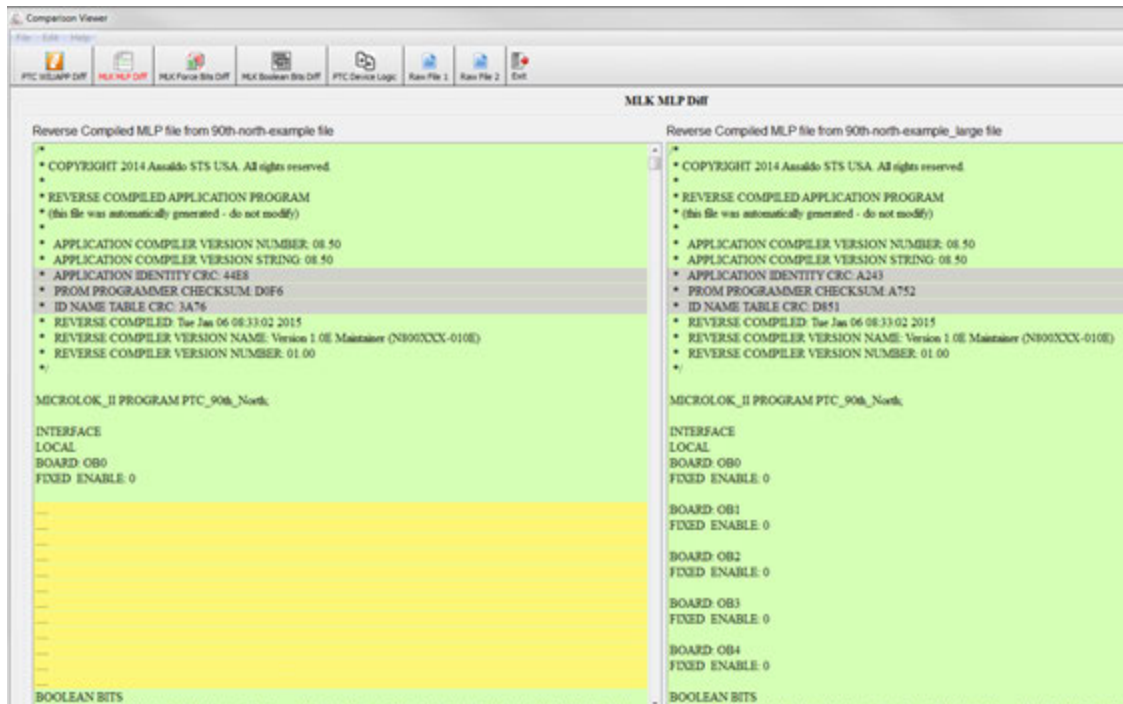 Comparison Viewer
File Edit Help
PTC WIU/APP Diff MLK MLP Diff MLK Force Bits Diff MLK Boolean Bits Diff PTC Device Logic Raw File 1 Raw File 2 Exit
MLK MLP Diff
Reverse Compiled MLP file from 90th-north-example file
/*
* COPYRIGHT 2014 Ansaldo STS USA. All rights reserved.
*
* REVERSE COMPILED APPLICATION PROGRAM
* (this file was automatically generated - do not modify)
*
* APPLICATION COMPILER VERSION NUMBER: 08.50
* APPLICATION COMPILER VERSION STRING: 08.50
* APPLICATION IDENTITY CRC: 44E8
* PROM PROGRAMMER CHECKSUM: D0F6
* ID NAME TABLE CRC: 3A76
* REVERSE COMPILED: Tue Jan 06 08:33:02 2015
* REVERSE COMPILER VERSION NAME: Version 1.0E Maintainer (N800XXX-010E)
* REVERSE COMPILER VERSION NUMBER: 01.00
*/
MICROLOK_II PROGRAM PTC_90th_North;
INTERFACE
LOCAL
BOARD: OB0
FIXED ENABLE: 0
BOOLEAN BITS
Reverse Compiled MLP file from 90th-north-example_large file
/*
* COPYRIGHT 2014 Ansaldo STS USA. All rights reserved.
*
* REVERSE COMPILED APPLICATION PROGRAM
* (this file was automatically generated - do not modify)
*
* APPLICATION COMPILER VERSION NUMBER: 08.50
* APPLICATION COMPILER VERSION STRING: 08.50
* APPLICATION IDENTITY CRC: A243
* PROM PROGRAMMER CHECKSUM: A752
* ID NAME TABLE CRC: D851
* REVERSE COMPILED: Tue Jan 06 08:33:02 2015
* REVERSE COMPILER VERSION NAME: Version 1.0E Maintainer (N800XXX-010E)
* REVERSE COMPILER VERSION NUMBER: 01.00
*/
MICROLOK_II PROGRAM PTC_90th_North;
INTERFACE
LOCAL
BOARD: OB0
FIXED ENABLE: 0
BOARD: OB1
FIXED ENABLE: 0
BOARD: OB2
FIXED ENABLE: 0
BOARD: OB3
FIXED ENABLE: 0
BOARD: OB4
FIXED ENABLE: 0
BOOLEAN BITS